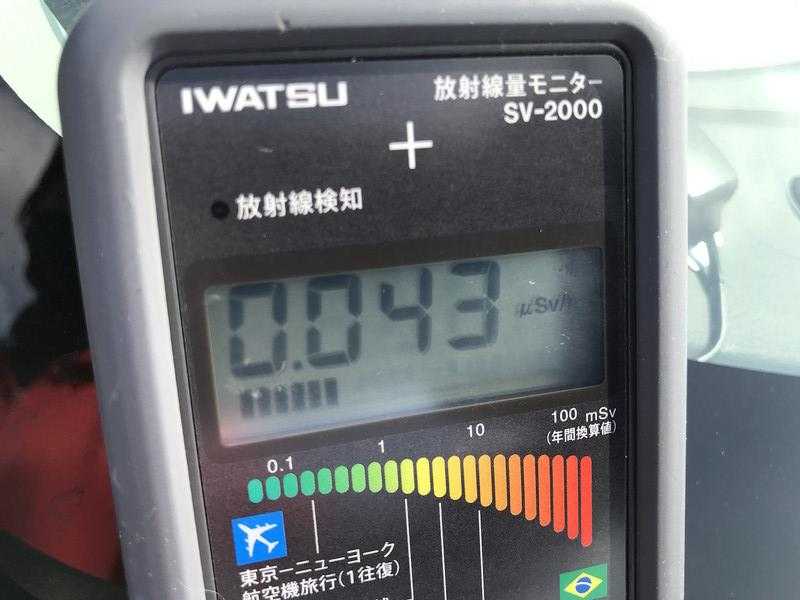 IWATSU
放射線量モニター
SV-2000
放射線検知
0.043 μSv/h
0.1 1 10 100 mSv
(年間換算値)
東京ーニューヨーク
航空機旅行(1往復)